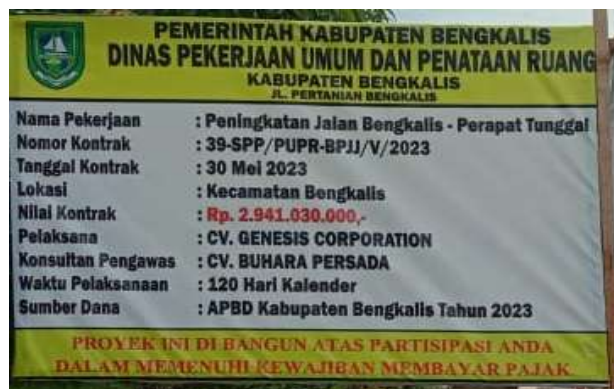 PEMERINTAH KABUPATEN BENGKALIS
DINAS PEKERJAAN UMUM DAN PENATAAN RUANG
KABUPATEN BENGKALIS
JL. PERTANIAN BENGKALIS
Nama Pekerjaan : Peningkatan Jalan Bengkalis - Perapat Tunggal
Nomor Kontrak : 39-SPP/PUPR-BPJJ/V/2023
Tanggal Kontrak : 30 Mei 2023
Lokasi : Kecamatan Bengkalis
Nilai Kontrak : Rp. 2.941.030.000,-
Pelaksana : CV. GENESIS CORPORATION
Konsultan Pengawas : CV. BUHARA PERSADA
Waktu Pelaksanaan : 120 Hari Kalender
Sumber Dana : APBD Kabupaten Bengkalis Tahun 2023
PROYEK INI DI BANGUN ATAS PARTISIPASI ANDA
DALAM MEMENUHI KEWAJIBAN MEMBAYAR PAJAK